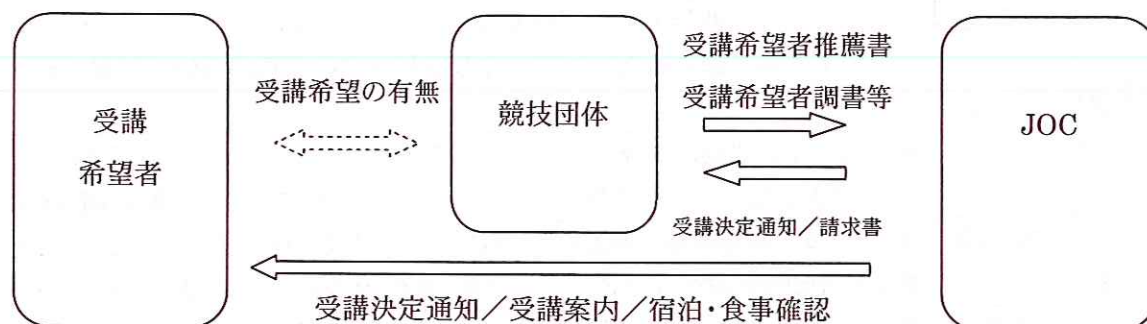 受講
希望者
受講希望の有無
競技団体
受講希望者推薦書
受講希望者調書等
受講決定通知／請求書
JOC
受講決定通知／受講案内／宿泊・食事確認